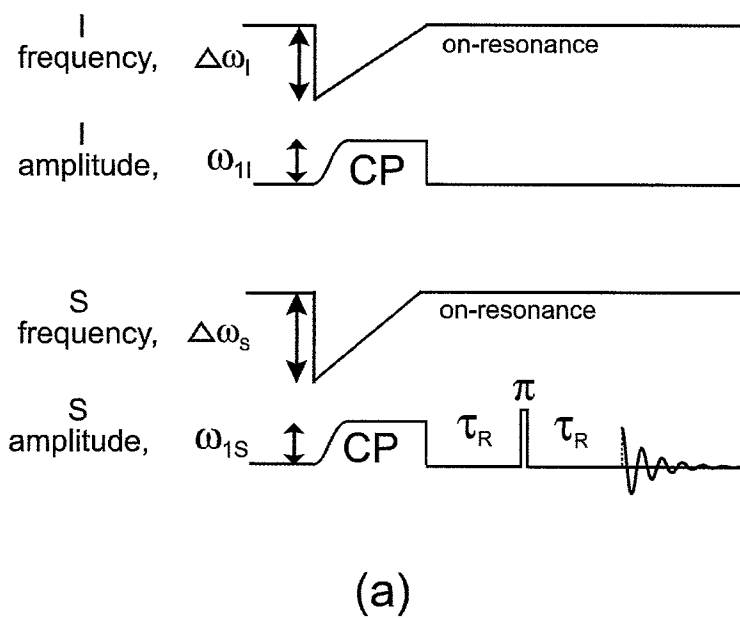 I
frequency, Δω_I
on-resonance
I
amplitude, ω_1I
CP
S
frequency, Δω_s
on-resonance
S
amplitude, ω_1S
CP
τ_R
π
τ_R
(a)